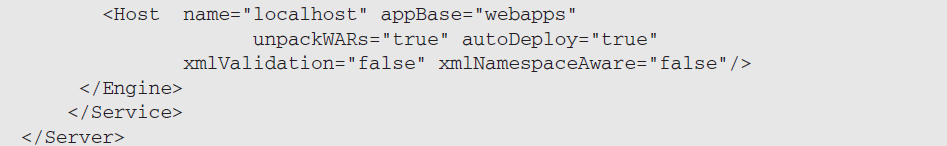 <Host  name="localhost" appBase="webapps"
unpackWARs="true" autoDeploy="true"
xmlValidation="false" xmlNamespaceAware="false"/>
</Engine>
</Service>
</Server>